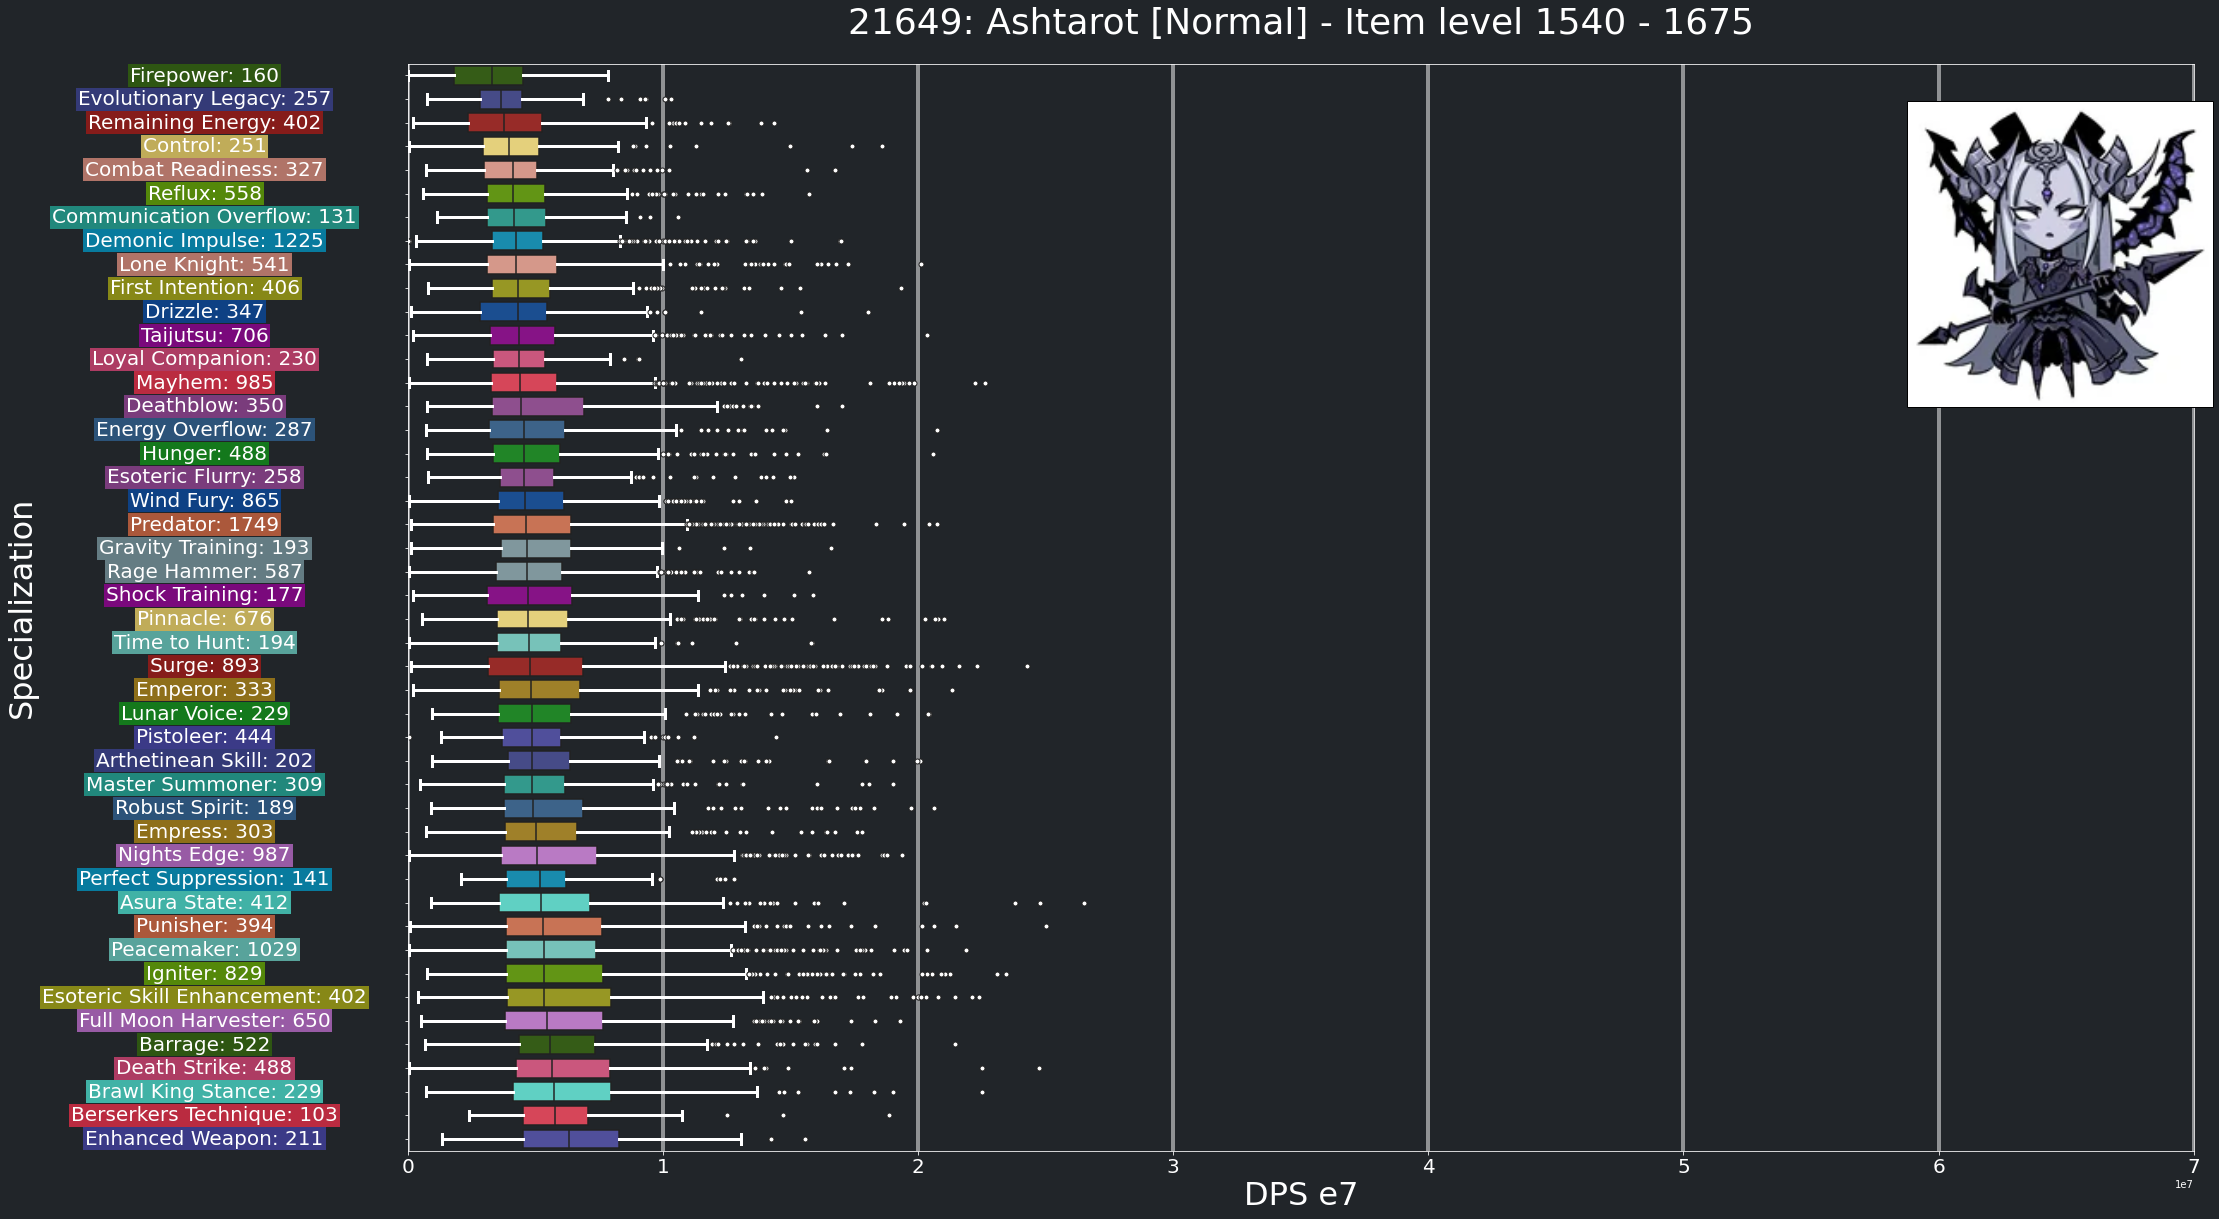 21649: Ashtarot [Normal] - Item level 1540 - 1675
Specialization
Firepower: 160
Evolutionary Legacy: 257
Remaining Energy: 402
Control: 251
Combat Readiness: 327
Reflux: 558
Communication Overflow: 131
Demonic Impulse: 1225
Lone Knight: 541
First Intention: 406
Drizzle: 347
Taijutsu: 706
Loyal Companion: 230
Mayhem: 985
Deathblow: 350
Energy Overflow: 287
Hunger: 488
Esoteric Flurry: 258
Wind Fury: 865
Predator: 1749
Gravity Training: 193
Rage Hammer: 587
Shock Training: 177
Pinnacle: 676
Time to Hunt: 194
Surge: 893
Emperor: 333
Lunar Voice: 229
Pistoleer: 444
Arthetinean Skill: 202
Master Summoner: 309
Robust Spirit: 189
Empress: 303
Nights Edge: 987
Perfect Suppression: 141
Asura State: 412
Punisher: 394
Peacemaker: 1029
Igniter: 829
Esoteric Skill Enhancement: 402
Full Moon Harvester: 650
Barrage: 522
Death Strike: 488
Brawl King Stance: 229
Berserkers Technique: 103
Enhanced Weapon: 211
0 1 2 3 4 5 6 7
1e7
DPS e7